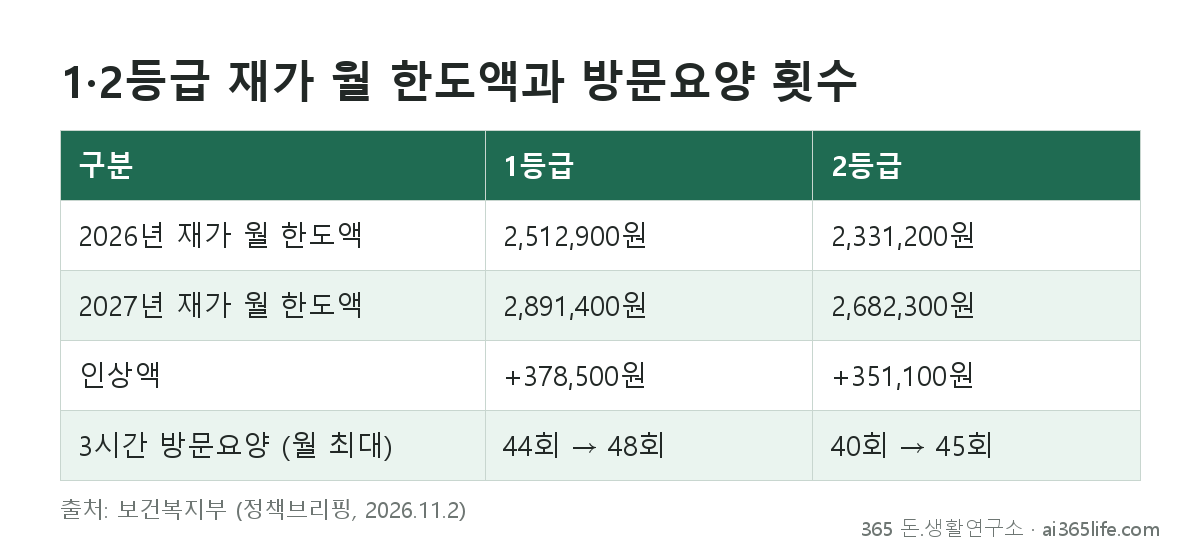 1·2등급 재가 월 한도액과 방문요양 횟수
구분 1등급 2등급
2026년 재가 월 한도액 2,512,900원 2,331,200원
2027년 재가 월 한도액 2,891,400원 2,682,300원
인상액 +378,500원 +351,100원
3시간 방문요양 (월 최대) 44회 → 48회 40회 → 45회
출처: 보건복지부 (정책브리핑, 2026.11.2)
365 돈.생활연구소 · ai365life.com